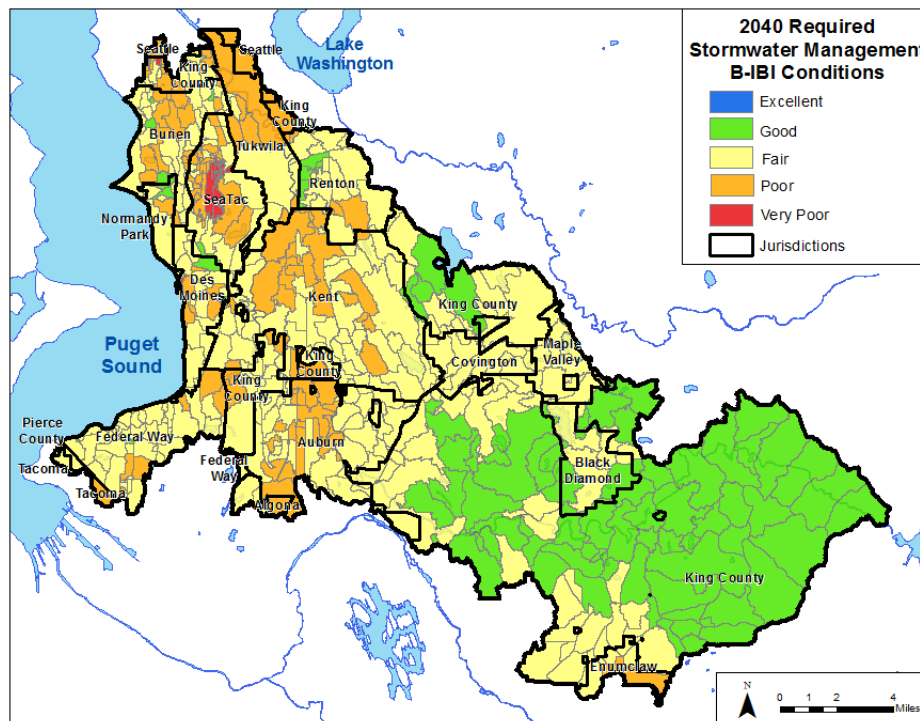 2040 Required
Stormwater Management
B-IBI Conditions
Excellent
Good
Fair
Poor
Very Poor
Jurisdictions
Seattle
Seattle
Lake
Washington
King
County
King
County
Burien
Tukwila
Renton
SeaTac
Normandy
Park
Des
Moines
Kent
King County
Puget
Sound
Covington
Maple
Valley
King
County
King
County
Pierce
County
Federal Way
Auburn
Tacoma
Federal
Way
Black
Diamond
Tacoma
Algona
King County
Enumclaw
N
0 1 2 4
Miles